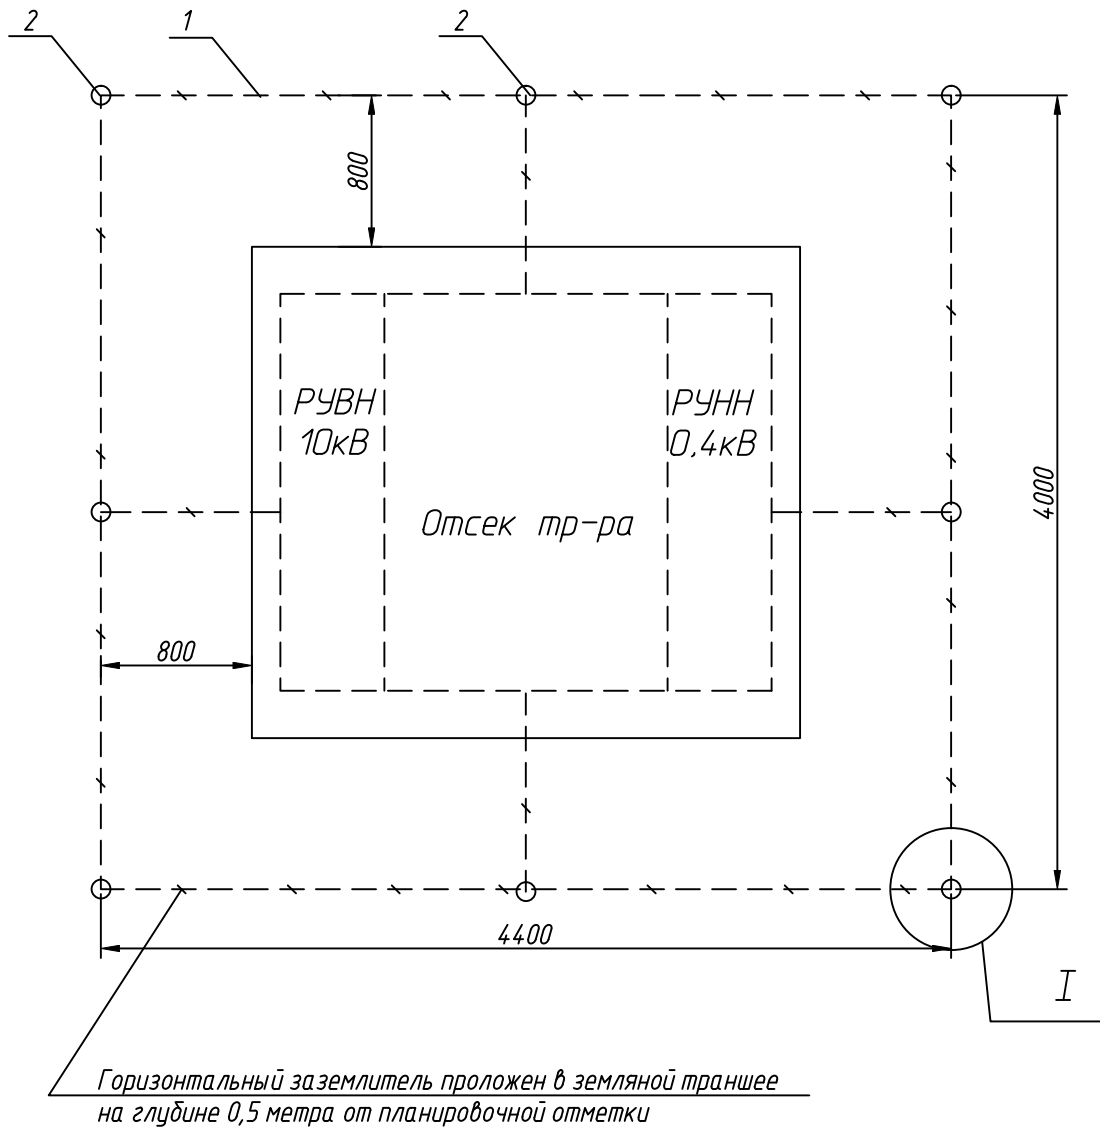 2
1
2
800
РУВН
10кВ
РУНН
0,4кВ
Отсек тр-ра
4000
800
4400
I
Горизонтальный заземлитель проложен в земляной траншее
на глубине 0,5 метра от планировочной отметки